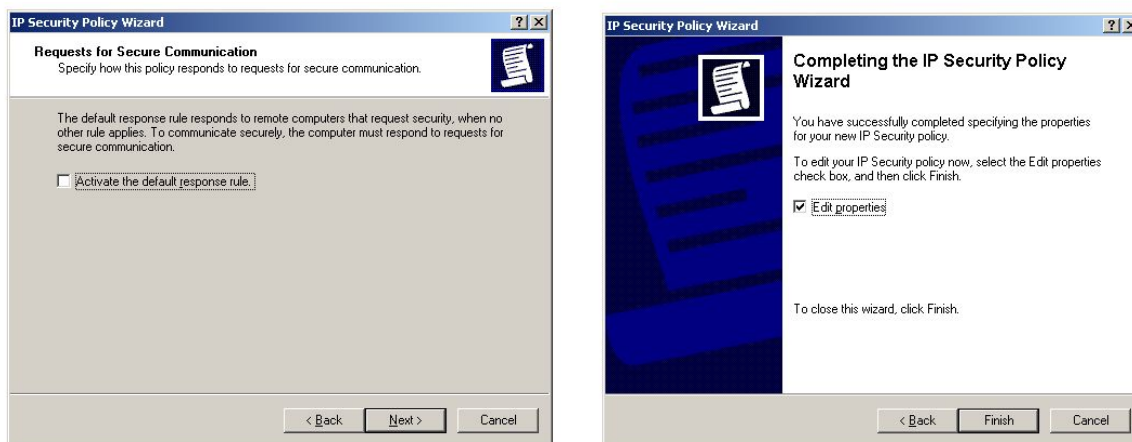 IP Security Policy Wizard
Requests for Secure Communication
Specify how this policy responds to requests for secure communication.
The default response rule responds to remote computers that request security, when no
other rule applies. To communicate securely, the computer must respond to requests for
secure communication.
Activate the default response rule.
< Back
Next >
Cancel
IP Security Policy Wizard
Completing the IP Security Policy
Wizard
You have successfully completed specifying the properties
for your new IP Security policy.
To edit your IP Security policy now, select the Edit properties
check box, and then click Finish.
Edit properties
To close this wizard, click Finish.
< Back
Finish
Cancel